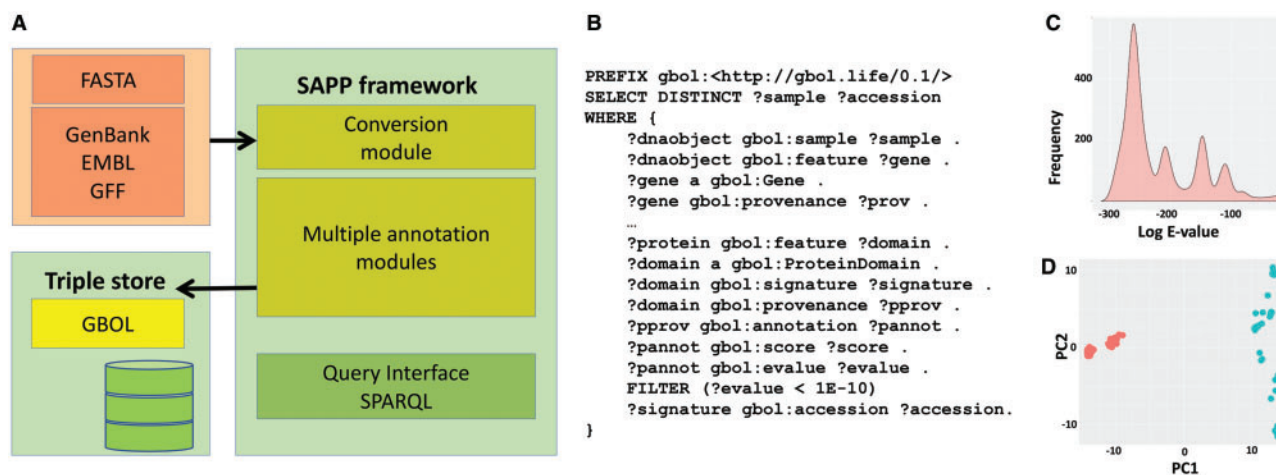 A
FASTA
GenBank
EMBL
GFF
SAPP framework
Conversion
module
Multiple annotation
modules
Triple store
GBOL
Query Interface
SPARQL
B
PREFIX gbol:<http://gbol.life/0.1/>
SELECT DISTINCT ?sample ?accession
WHERE {
?dnaobject gbol:sample ?sample .
?dnaobject gbol:feature ?gene .
?gene a gbol:Gene .
?gene gbol:provenance ?prov .
…
?protein gbol:feature ?domain .
?domain a gbol:ProteinDomain .
?domain gbol:signature ?signature .
?domain gbol:provenance ?pprov .
?pprov gbol:annotation ?pannot .
?pannot gbol:score ?score .
?pannot gbol:evalue ?evalue .
FILTER (?evalue < 1E-10)
?signature gbol:accession ?accession.
}
C
Frequency
400
200
-300 -200 -100
Log E-value
D
PC2
10
0
-10
-10 0 10
PC1